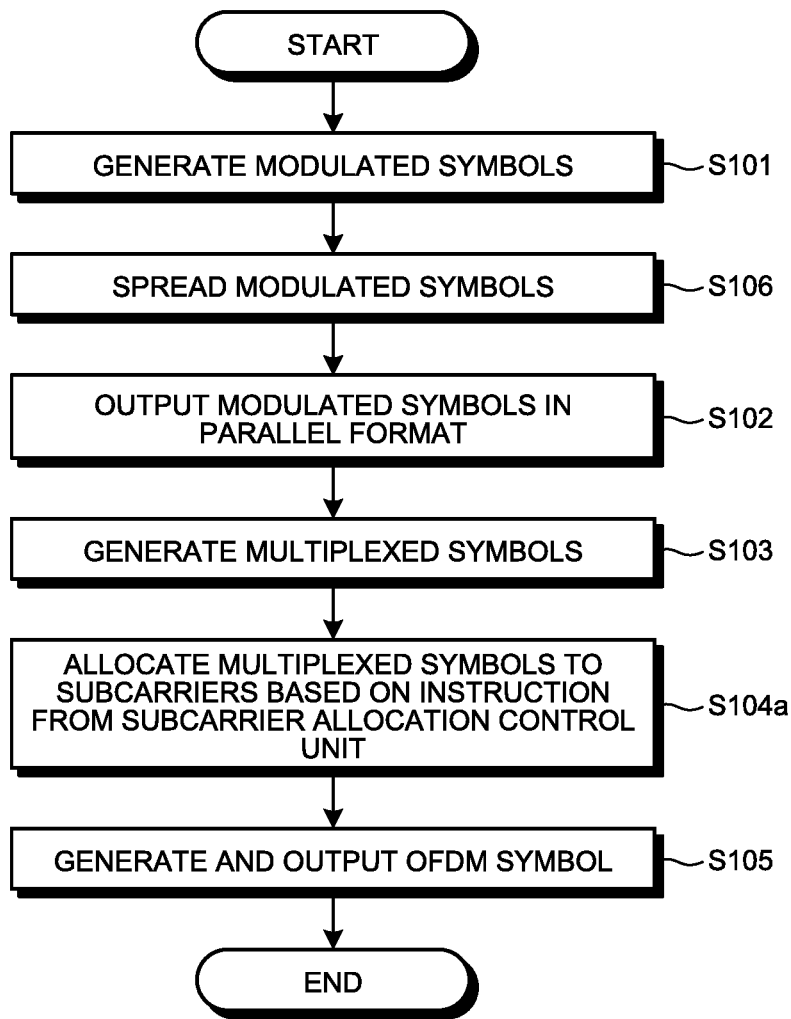 START
GENERATE MODULATED SYMBOLS
S101
SPREAD MODULATED SYMBOLS
S106
OUTPUT MODULATED SYMBOLS IN
PARALLEL FORMAT
S102
GENERATE MULTIPLEXED SYMBOLS
S103
ALLOCATE MULTIPLEXED SYMBOLS TO
SUBCARRIERS BASED ON INSTRUCTION
FROM SUBCARRIER ALLOCATION CONTROL
UNIT
S104a
GENERATE AND OUTPUT OFDM SYMBOL
S105
END